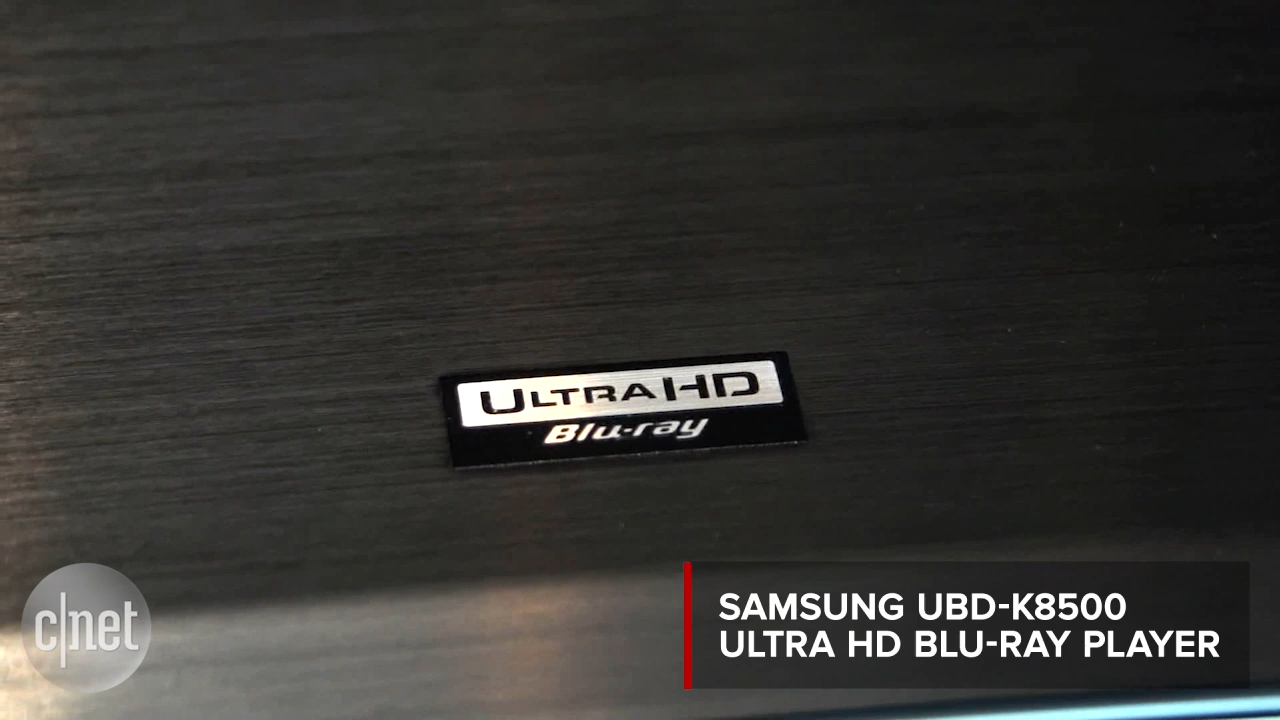 ULTRA HD
Blu-ray
c|net
SAMSUNG UBD-K8500
ULTRA HD BLU-RAY PLAYER